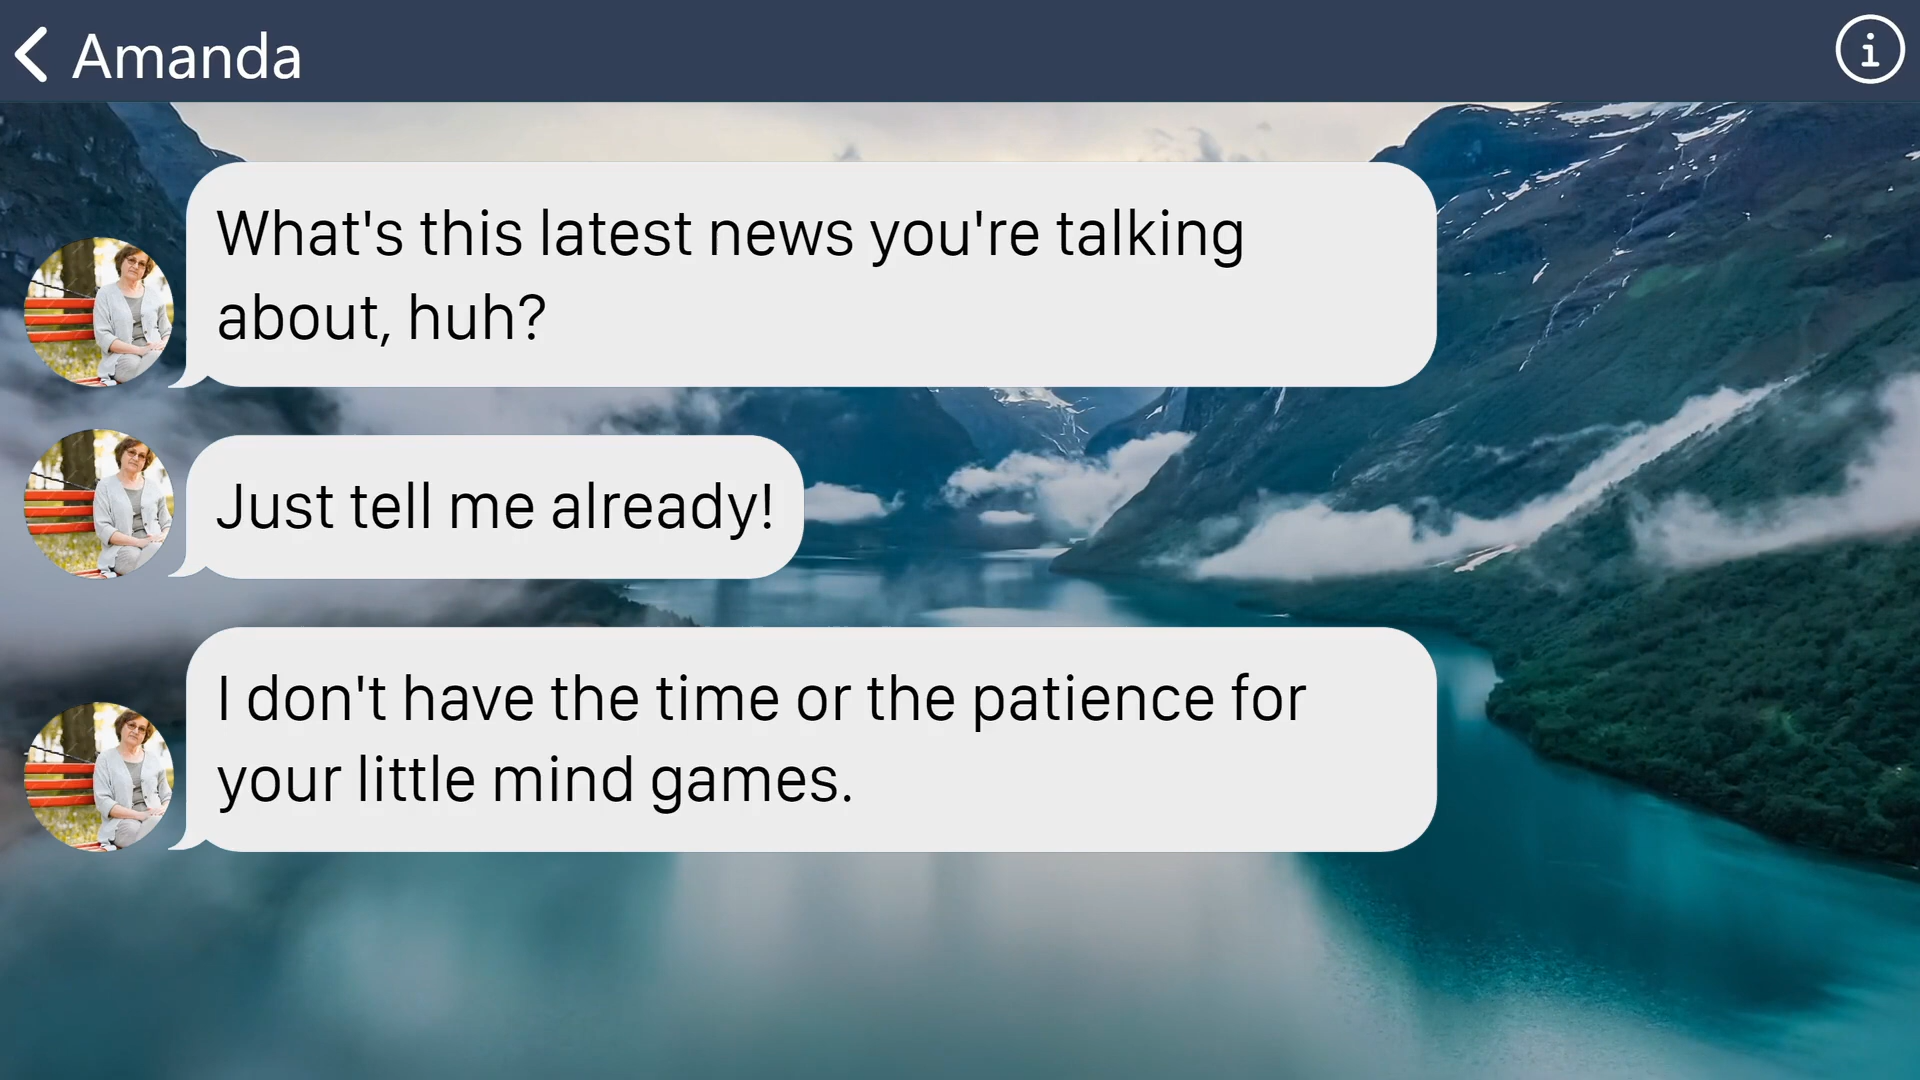 Amanda
What's this latest news you're talking
about, huh?
Just tell me already!
I don't have the time or the patience for
your little mind games.